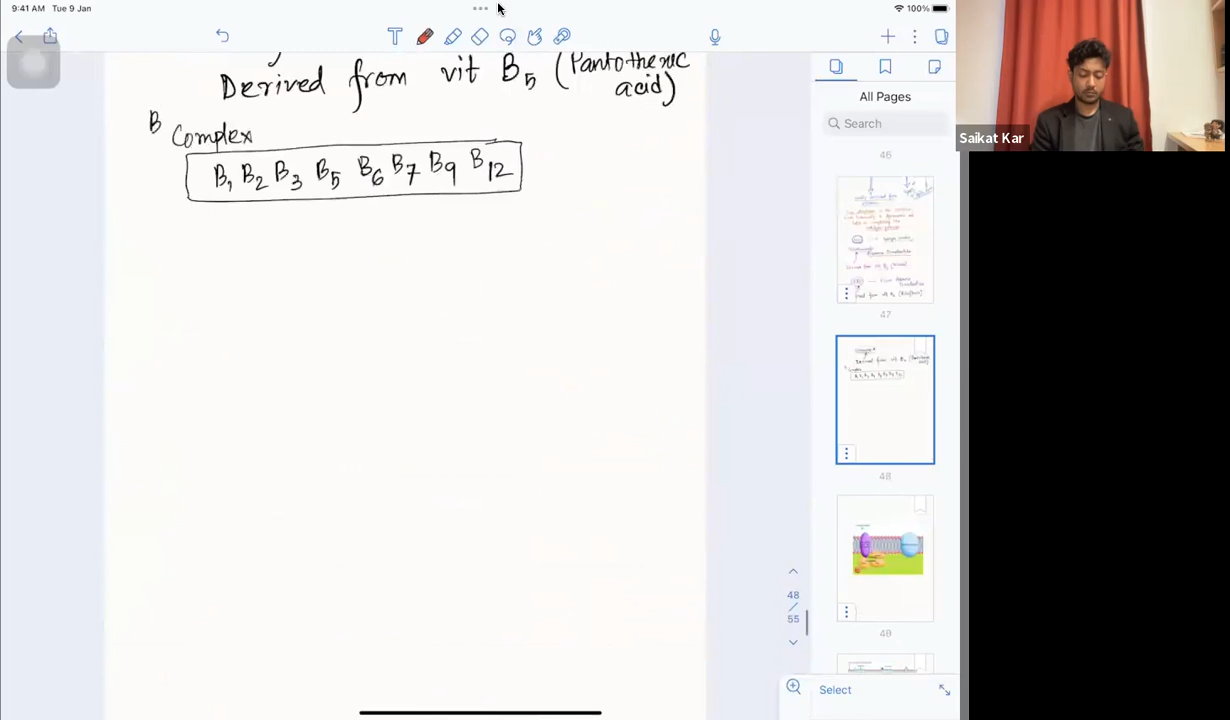 9:41 AM Tue 9 Jan
100%
Derived from vit B5 (Pantothenic
acid)
B Complex
B1 B2 B3 B5 B6 B7 B9 B12
All Pages
Search
46
47
48
49
48
/
55
Select
Saikat Kar